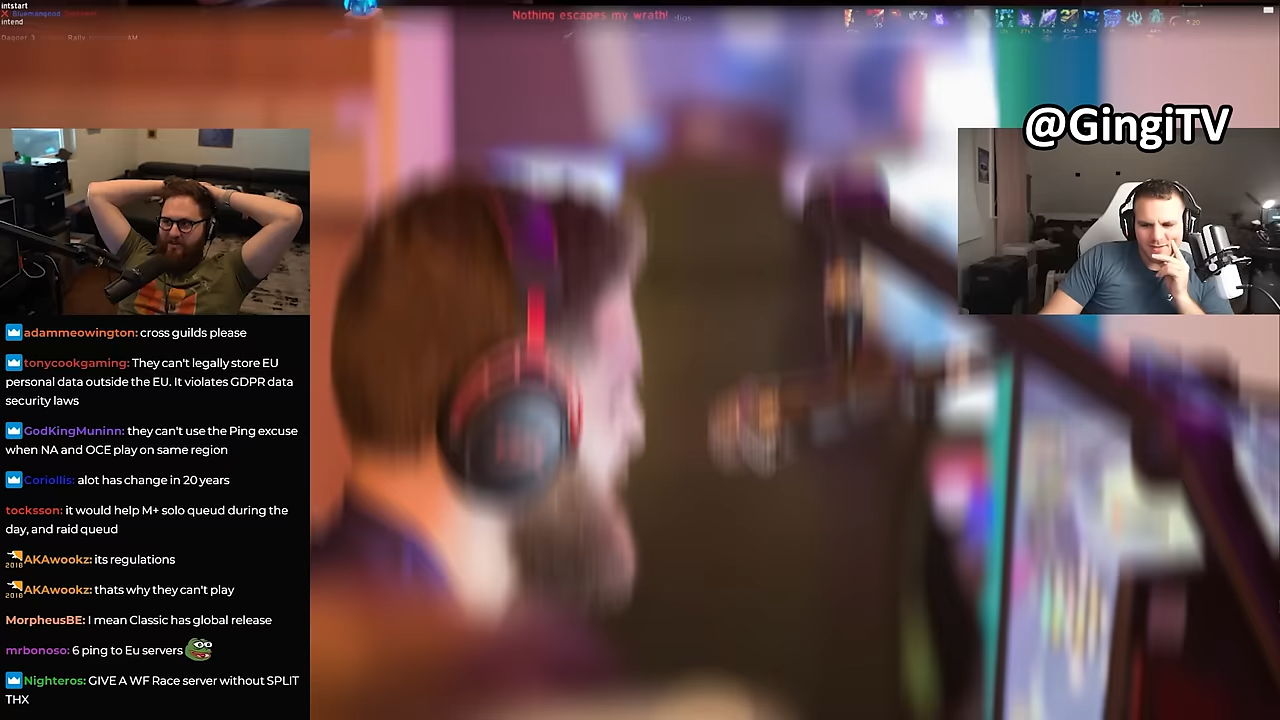 intstart
Bluemangood
intend
Nothing escapes my wrath!
@GingiTV
adammeowington: cross guilds please
tonycookgaming: They can't legally store EU
personal data outside the EU. It violates GDPR data
security laws
GodKingMuninn: they can't use the Ping excuse
when NA and OCE play on same region
Coriollis: alot has change in 20 years
tocksson: it would help M+ solo queud during the
day, and raid queud
2018 AKAwookz: its regulations
2018 AKAwookz: thats why they can't play
MorpheusBE: I mean Classic has global release
mrbonoso: 6 ping to Eu servers
Nighteros: GIVE A WF Race server without SPLIT
THX